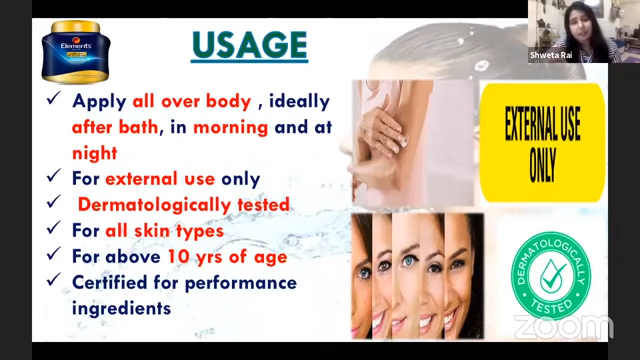 Elements
USAGE
Shweta Rai
✓ Apply all over body , ideally
after bath, in morning and at
night
✓ For external use only
✓ Dermatologically tested
✓ For all skin types
✓ For above 10 yrs of age
✓ Certified for performance
ingredients
EXTERNAL USE
ONLY
DERMATOLOGICALLY
TESTED
zoom